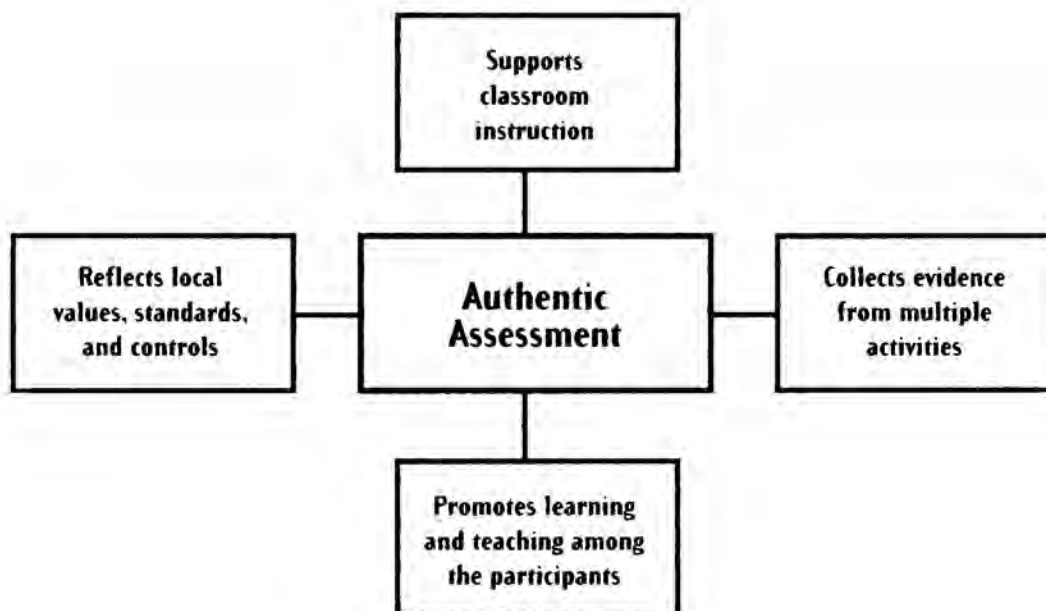 Supports
classroom
instruction
Reflects local
values, standards,
and controls
Authentic
Assessment
Collects evidence
from multiple
activities
Promotes learning
and teaching among
the participants